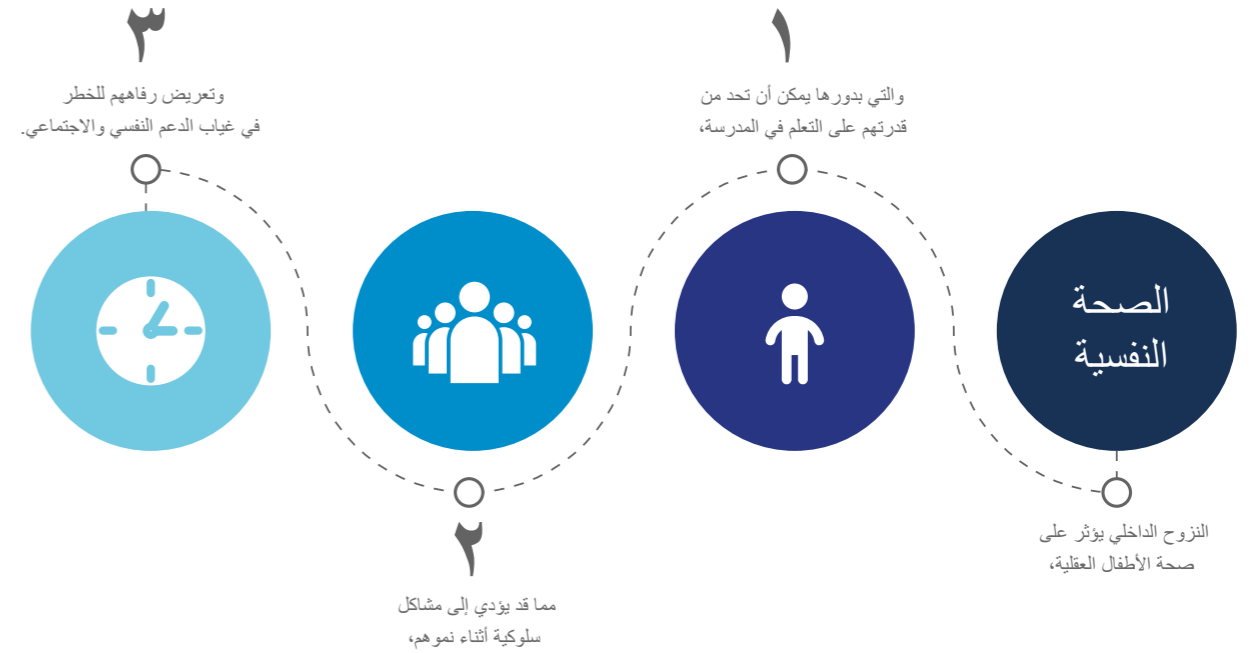 الصحة
النفسية
النزوح الداخلي يؤثر على
صحة الأطفال العقلية،
١
والتي بدورها يمكن أن تحد من
قدرتهم على التعلم في المدرسة،
٢
مما قد يؤدي إلى مشاكل
سلوكية أثناء نموهم،
٣
وتعريض رفاههم للخطر
في غياب الدعم النفسي والاجتماعي.